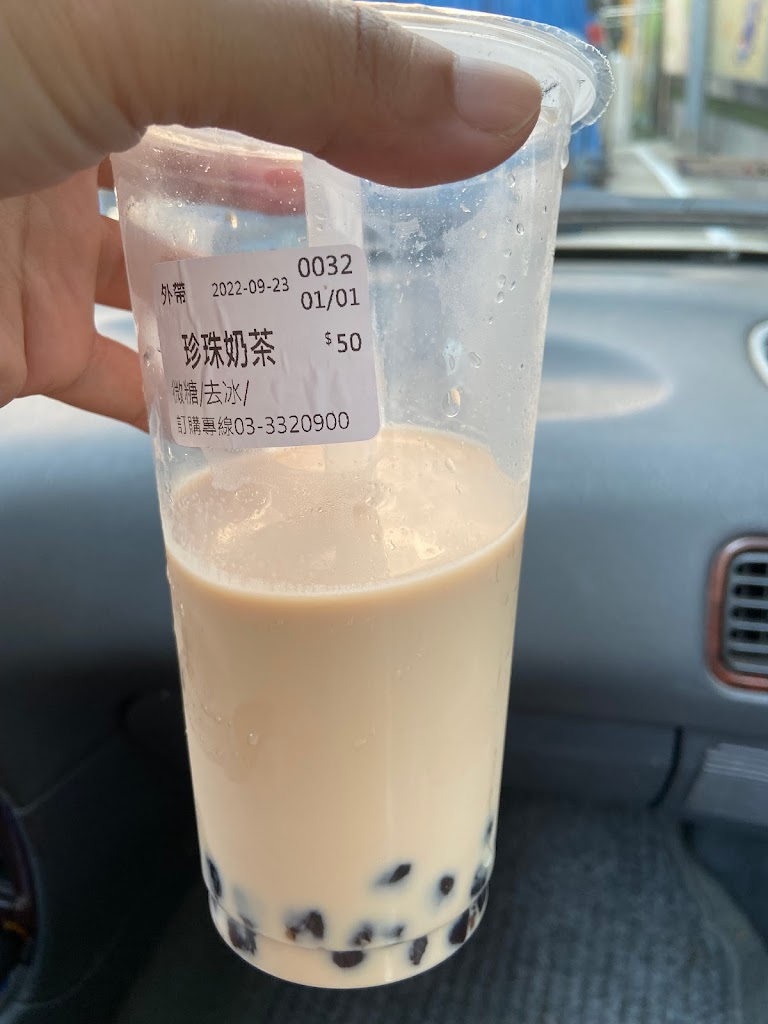 外帶 2022-09-23 0032
01/01
珍珠奶茶 $50
微糖/去冰/
訂購專線03-3320900